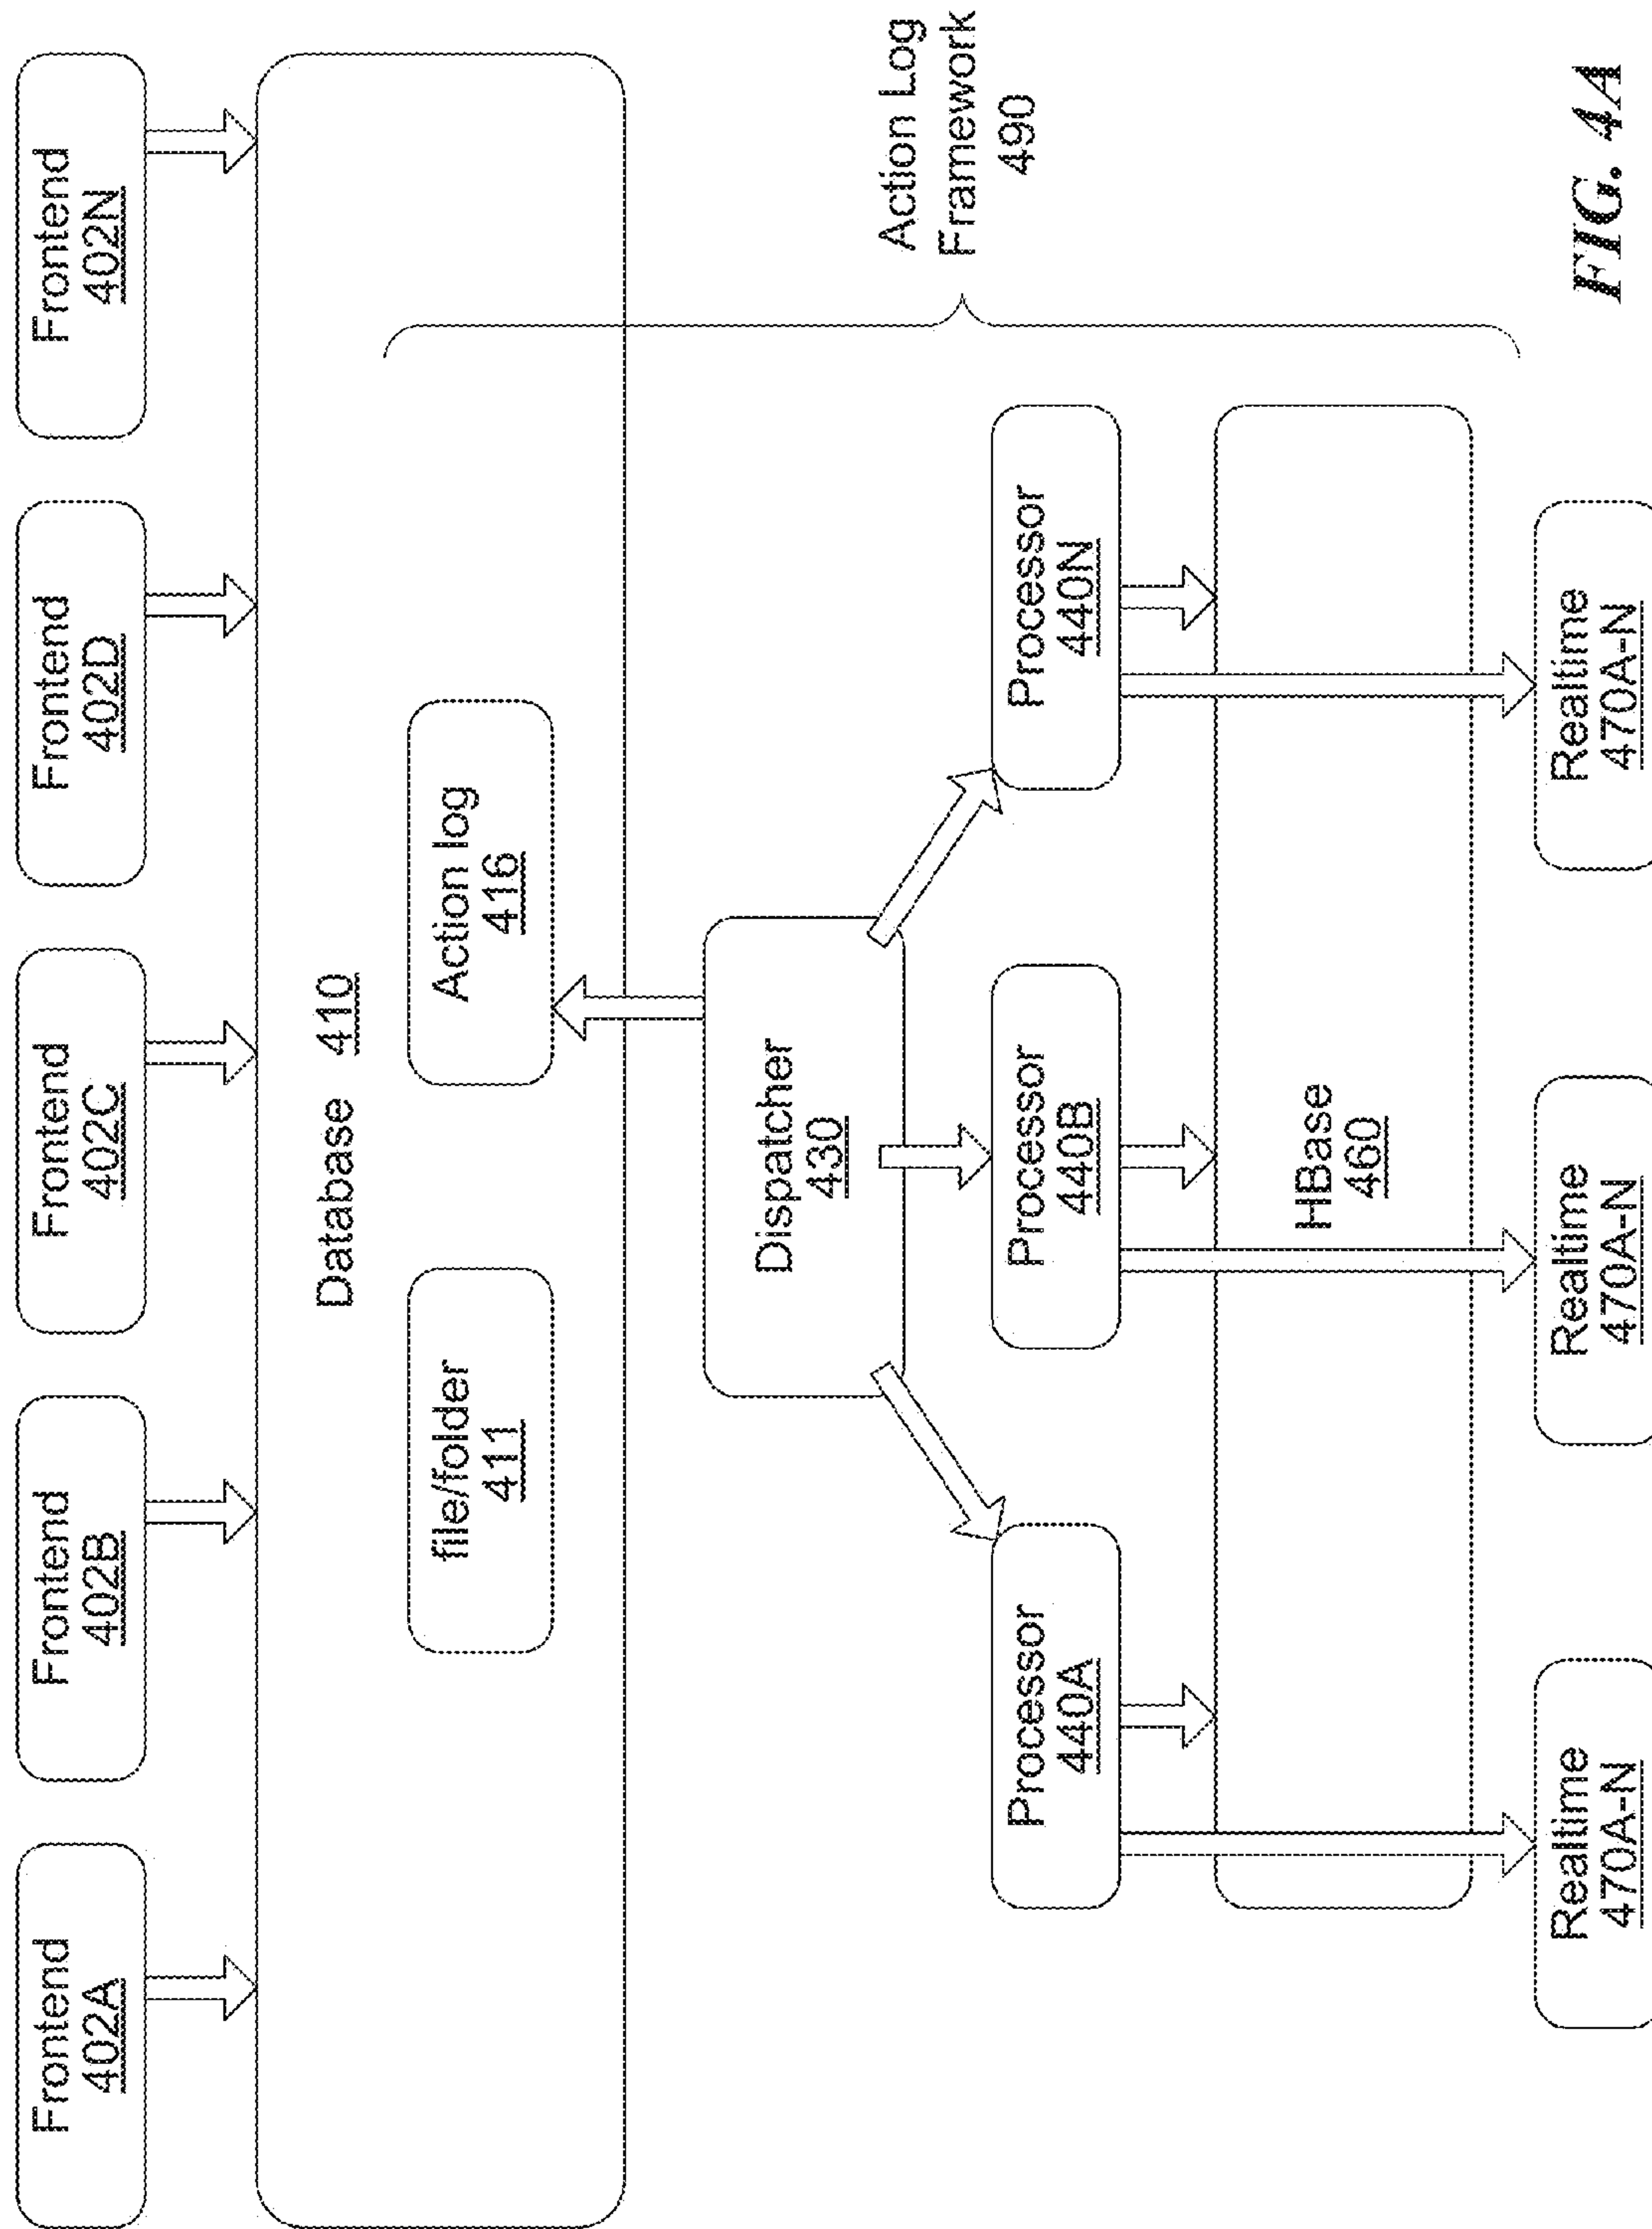 Frontend
402A
Frontend
402B
Frontend
402C
Frontend
402D
Frontend
402N
Database 410
file/folder
411
Action log
416
Dispatcher
430
Action Log
Framework
490
Processor
440A
Processor
440B
Processor
440N
HBase
460
Realtime
470A-N
Realtime
470A-N
Realtime
470A-N
FIG. 4A